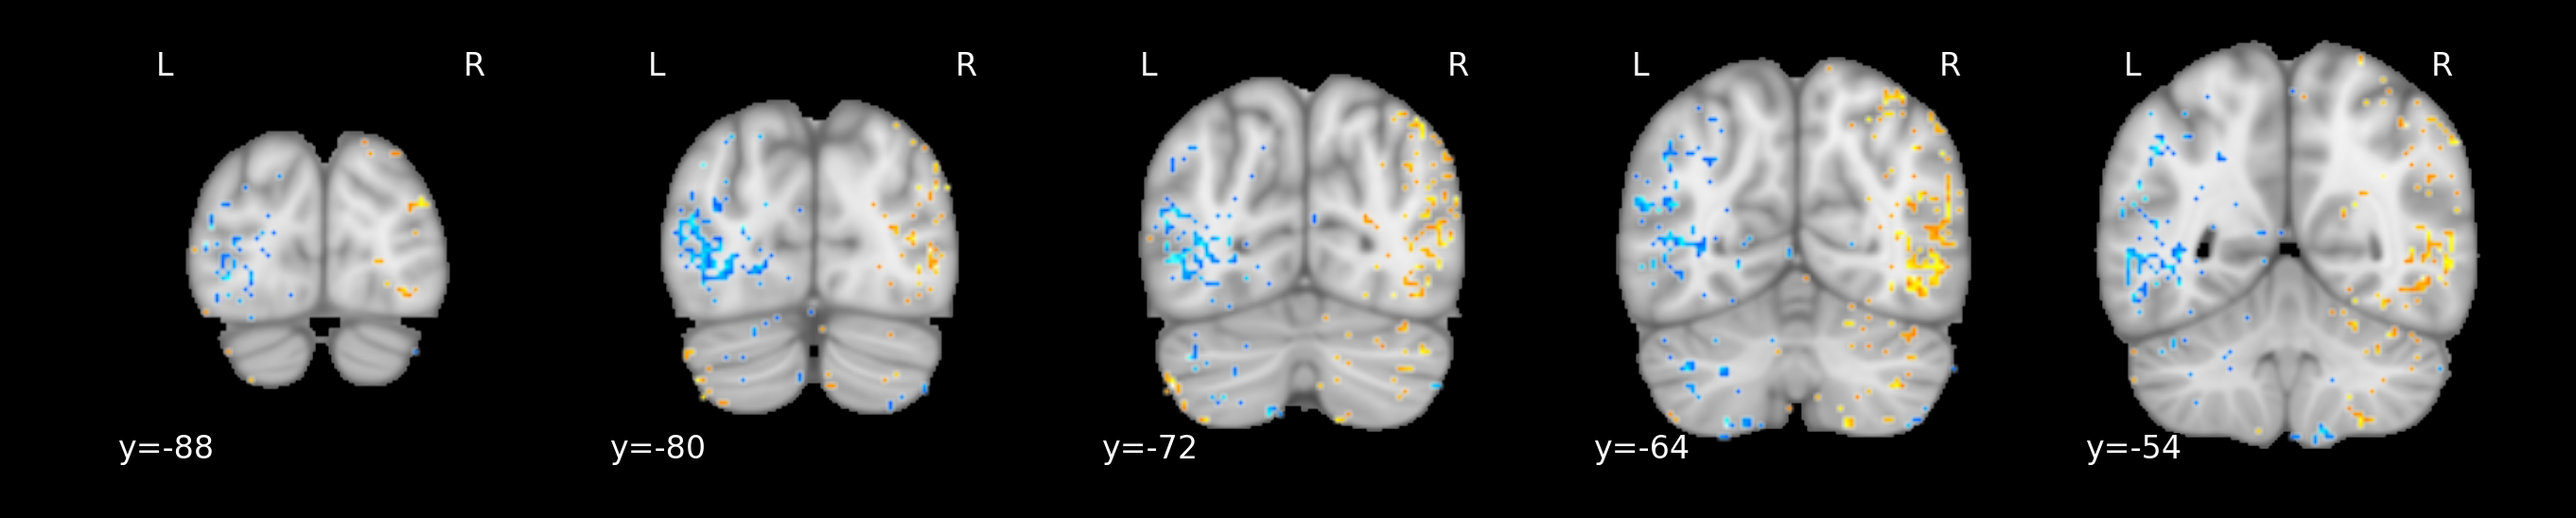 L R L R L R L R L R
y=-88 y=-80 y=-72 y=-64 y=-54